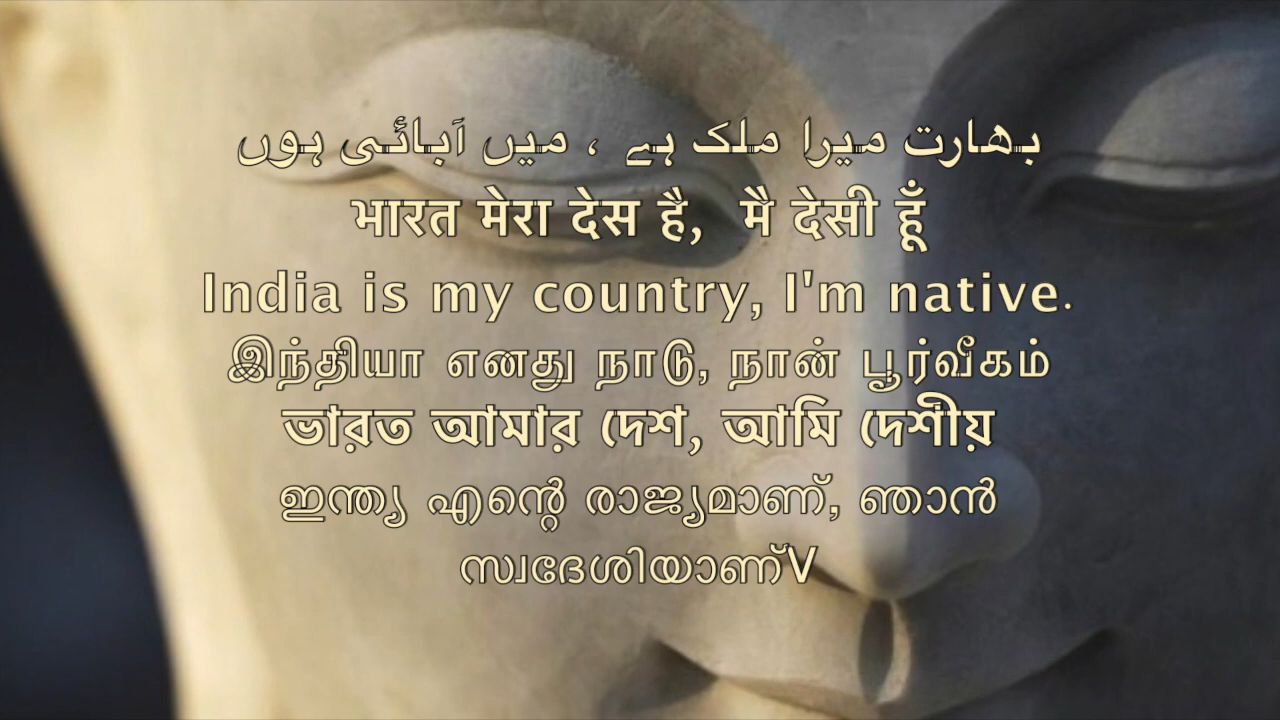 بھارت میرا ملک ہے ، میں آبائی ہوں
भारत मेरा देस है, मै देसी हूँ
India is my country, I'm native.
இந்தியா எனது நாடு, நான் பூர்வீகம்
ভারত আমার দেশ, আমি দেশীয়
ഇന്ത്യ എന്റെ രാജ്യമാണ്, ഞാൻ
സ്വദേശിയാണ്V